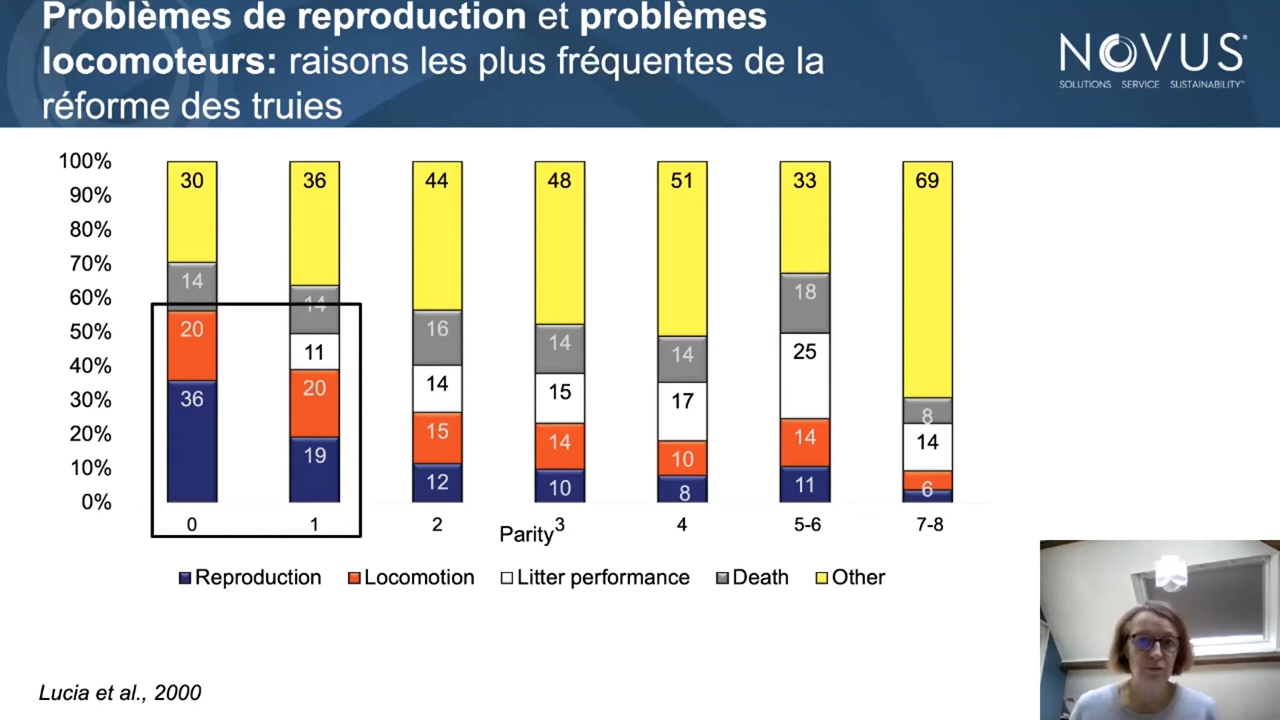 Problèmes de reproduction et problèmes
locomoteurs: raisons les plus fréquentes de la
réforme des truies
NOVUS®
SOLUTIONS SERVICE SUSTAINABILITY™
100%
90%
80%
70%
60%
50%
40%
30%
20%
10%
0%
30 36 44 48 51 33 69
14 14 16 14 14 18 8
11 14 15 17 25 14
20 20 15 14 10 14 6
36 19 12 10 8 11
0 1 2 3 4 5-6 7-8
Parity
Reproduction Locomotion Litter performance Death Other
Lucia et al., 2000